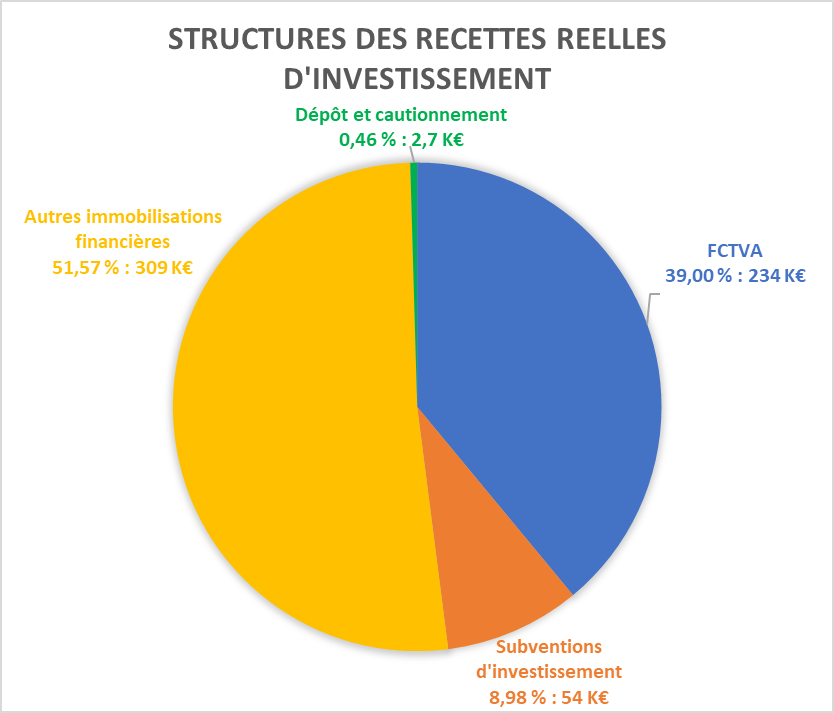 STRUCTURES DES RECETTES REELLES
D'INVESTISSEMENT
Dépôt et cautionnement
0,46 % : 2,7 K€
Autres immobilisations
financières
51,57 % : 309 K€
FCTVA
39,00 % : 234 K€
Subventions
d'investissement
8,98 % : 54 K€